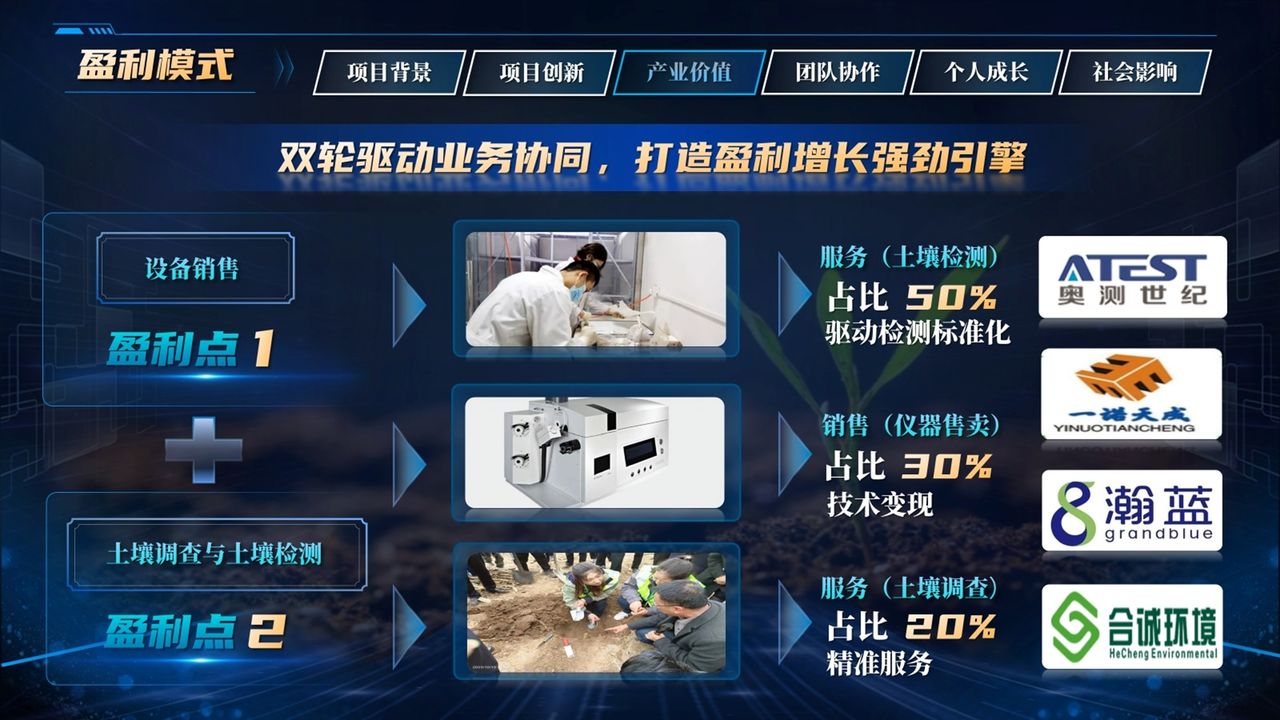 盈利模式
项目背景
项目创新
产业价值
团队协作
个人成长
社会影响
双轮驱动业务协同，打造盈利增长强劲引擎
设备销售
盈利点 1
土壤调查与土壤检测
盈利点 2
服务（土壤检测）
占比 50%
驱动检测标准化
销售（仪器售卖）
占比 30%
技术变现
服务（土壤调查）
占比 20%
精准服务
ATEST
奥测世纪
一诺天成
YINUOTIANCHENG
瀚蓝
grandblue
合诚环境
HeCheng Environmental